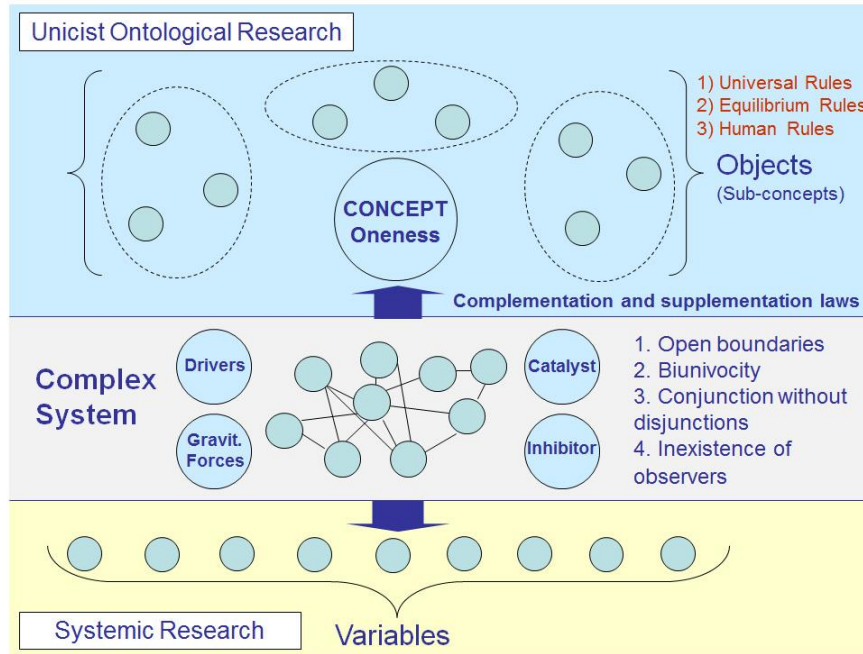 Unicist Ontological Research
1) Universal Rules
2) Equilibrium Rules
3) Human Rules
Objects
(Sub-concepts)
CONCEPT
Oneness
Complementation and supplementation laws
Complex
System
Drivers
Gravit.
Forces
Catalyst
Inhibitor
1. Open boundaries
2. Biunivocity
3. Conjunction without
disjunctions
4. Inexistence of
observers
Systemic Research
Variables